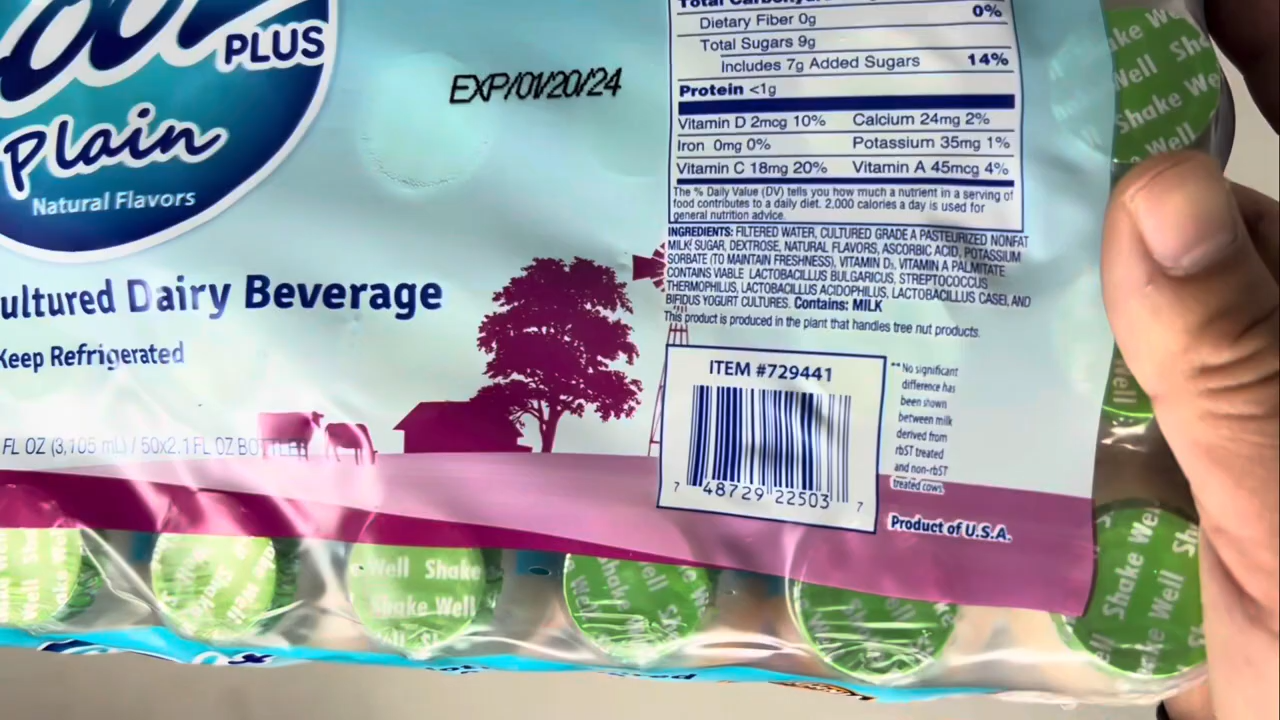 PLUS
Plain
Natural Flavors
EXP/01/20/24
ultured Dairy Beverage
Keep Refrigerated
FL OZ (3,105 mL) / 50x2.1 FL OZ BOTTLES
0%
Dietary Fiber 0g
Total Sugars 9g
Includes 7g Added Sugars 14%
Protein <1g
Vitamin D 2mcg 10% Calcium 24mg 2%
Iron 0mg 0% Potassium 35mg 1%
Vitamin C 18mg 20% Vitamin A 45mcg 4%
The % Daily Value (DV) tells you how much a nutrient in a serving of
food contributes to a daily diet. 2,000 calories a day is used for
general nutrition advice.
INGREDIENTS: FILTERED WATER, CULTURED GRADE A PASTEURIZED NONFAT
MILK, SUGAR, DEXTROSE, NATURAL FLAVORS, ASCORBIC ACID, POTASSIUM
SORBATE (TO MAINTAIN FRESHNESS), VITAMIN D3, VITAMIN A PALMITATE
CONTAINS VIABLE LACTOBACILLUS BULGARICUS, STREPTOCOCCUS
THERMOPHILUS, LACTOBACILLUS ACIDOPHILUS, LACTOBACILLUS CASEI, AND
BIFIDUS YOGURT CULTURES. Contains: MILK
This product is produced in the plant that handles tree nut products.
ITEM #729441
7 48729 22503 7
** No significant
difference has
been shown
between milk
derived from
rbST treated
and non-rbST
treated cows.
Product of U.S.A.
Shake We
Well
Well Shake
Shake Well
Shake Well